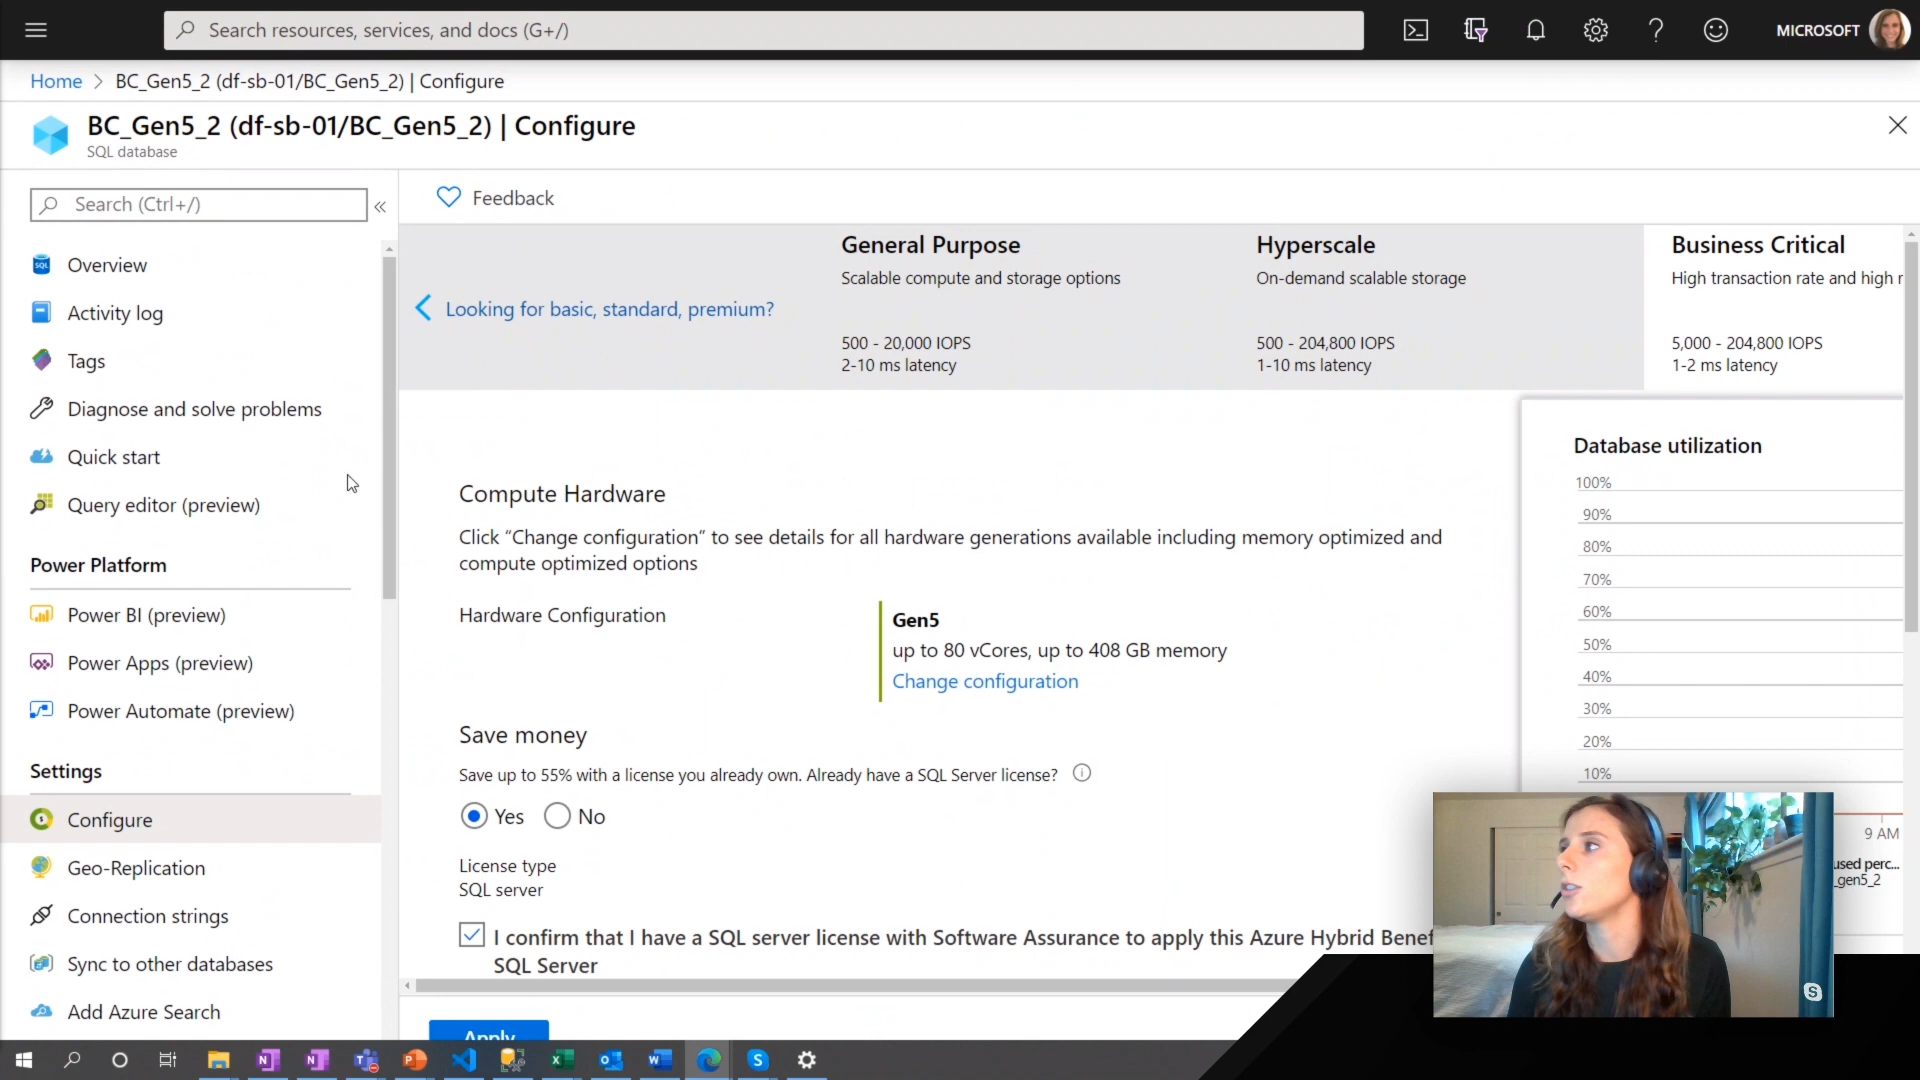 Search resources, services, and docs (G+/)
MICROSOFT
Home > BC_Gen5_2 (df-sb-01/BC_Gen5_2) | Configure
BC_Gen5_2 (df-sb-01/BC_Gen5_2) | Configure
SQL database
Search (Ctrl+/)
«
Overview
Activity log
Tags
Diagnose and solve problems
Quick start
Query editor (preview)
Power Platform
Power BI (preview)
Power Apps (preview)
Power Automate (preview)
Settings
Configure
Geo-Replication
Connection strings
Sync to other databases
Add Azure Search
Feedback
Looking for basic, standard, premium?
General Purpose
Scalable compute and storage options
500 - 20,000 IOPS
2-10 ms latency
Hyperscale
On-demand scalable storage
500 - 204,800 IOPS
1-10 ms latency
Business Critical
High transaction rate and high r
5,000 - 204,800 IOPS
1-2 ms latency
Compute Hardware
Click “Change configuration” to see details for all hardware generations available including memory optimized and
compute optimized options
Hardware Configuration
Gen5
up to 80 vCores, up to 408 GB memory
Change configuration
Save money
Save up to 55% with a license you already own. Already have a SQL Server license?
Yes
No
License type
SQL server
I confirm that I have a SQL server license with Software Assurance to apply this Azure Hybrid Benef
SQL Server
Apply
Database utilization
100%
90%
80%
70%
60%
50%
40%
30%
20%
10%
9 AM
used perc...
_gen5_2